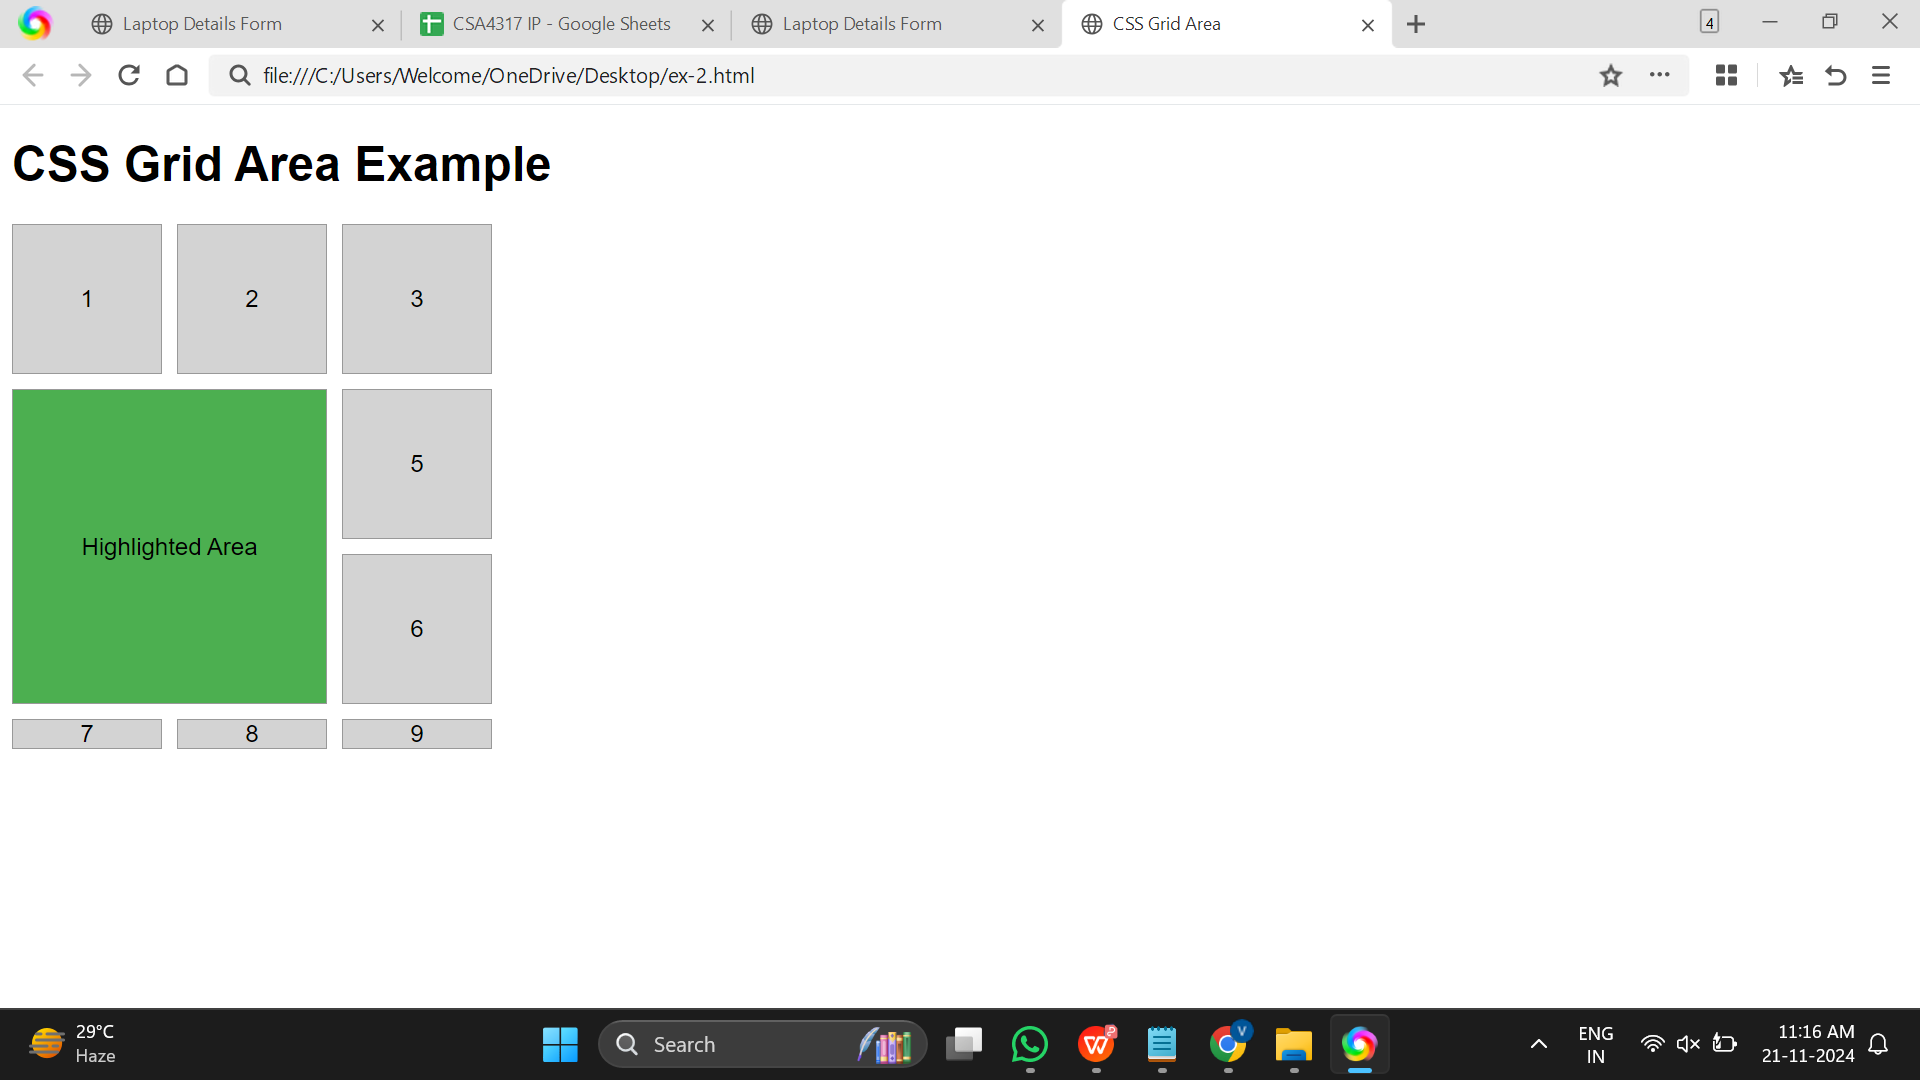 Laptop Details Form
CSA4317 IP - Google Sheets
Laptop Details Form
CSS Grid Area
4
file:///C:/Users/Welcome/OneDrive/Desktop/ex-2.html
CSS Grid Area Example
1
2
3
Highlighted Area
5
6
7
8
9
29°C
Haze
Search
V
ENG
IN
11:16 AM
21-11-2024